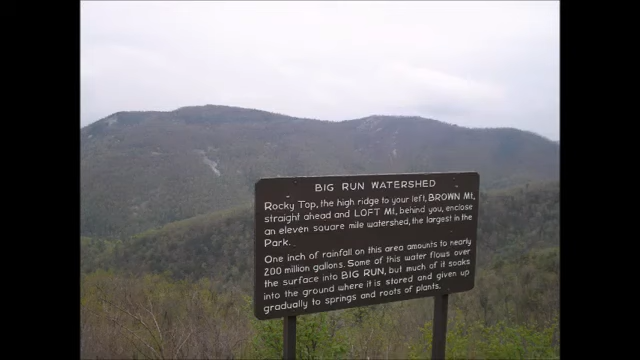 BIG RUN WATERSHED
Rocky Top, the high ridge to your left, BROWN Mt.
straight ahead and LOFT Mt, behind you, enclose
an eleven square mile watershed, the largest in the
Park.
One inch of rainfall on this area amounts to nearly
200 million gallons. Some of this water flows over
the surface into BIG RUN, but much of it soaks
into the ground where it is stored and given up
gradually to springs and roots of plants.